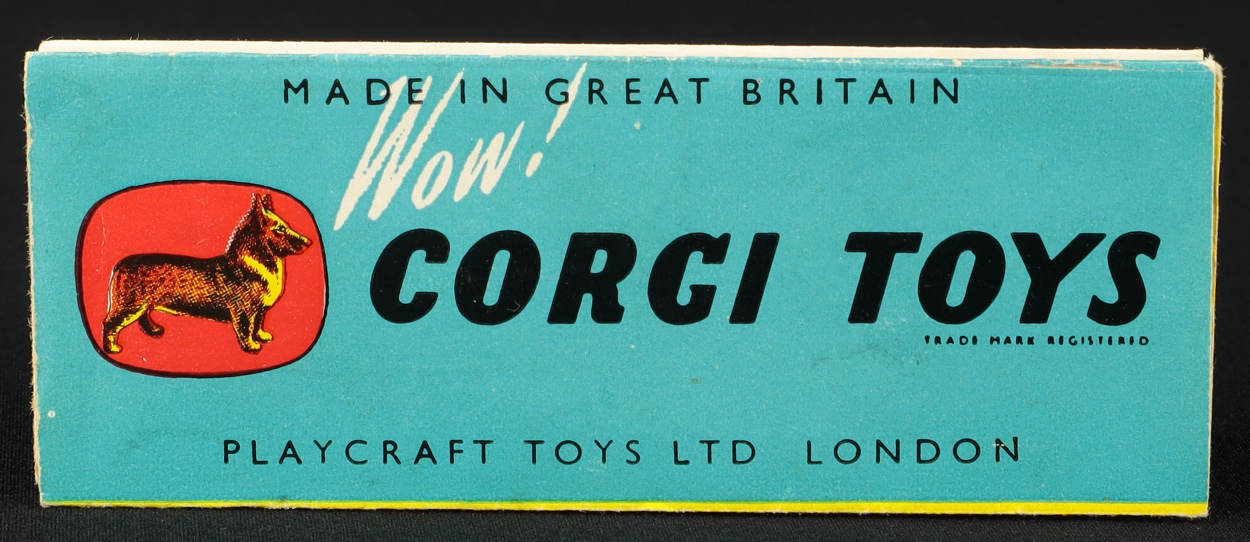 MADE IN GREAT BRITAIN
Wow!
CORGI TOYS
TRADE MARK REGISTERED
PLAYCRAFT TOYS LTD LONDON